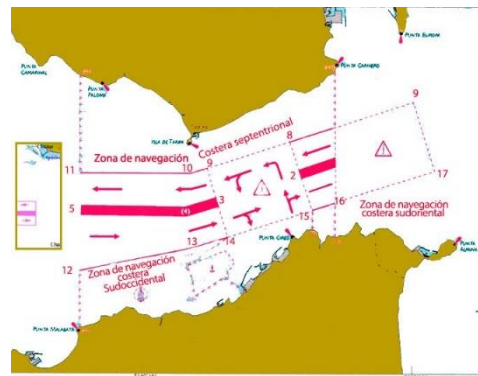 PUNTA EUROPA
PUNTA CARNERO
PUNTA
CAMARINAL
PUNTA
PALOMA
ISLA DE TARIFA
9
Costera septentrional
8
Zona de navegación
11
10
9
2
17
5
(4)
3
16
15
Zona de navegación
costera sudoriental
13
14
PUNTA CIRES
12
Zona de navegación
costera
Sudoccidental
PUNTA
ALMINA
PUNTA MALABATA